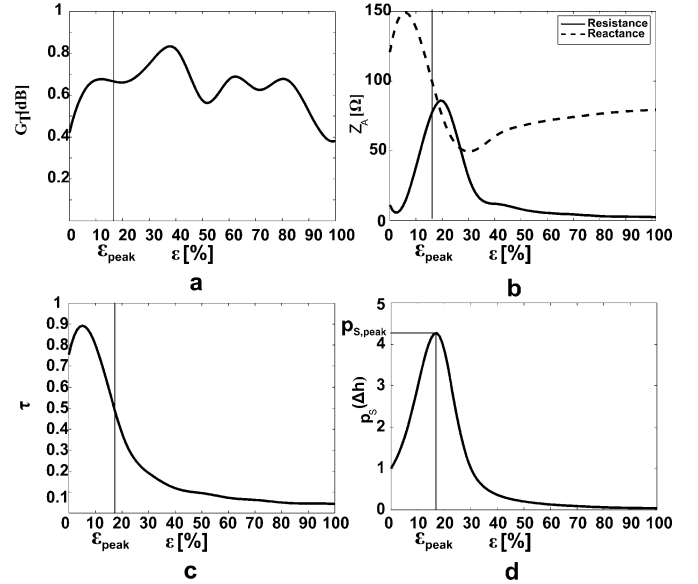 1
0.8
0.6
0.4
0.2
G_T[dB]
0 10 20 30 40 50 60 70 80 90 100
ε_peak ε [%]
a
150
100
50
0
Z_A [Ω]
Resistance
Reactance
0 10 20 30 40 50 60 70 80 90 100
ε_peak ε [%]
b
1
0.9
0.8
0.7
0.6
0.5
0.4
0.3
0.2
0.1
τ
0 10 20 30 40 50 60 70 80 90 100
ε_peak ε [%]
c
5
p_S,peak
4
3
2
1
0
p_S(Δh)
0 10 20 30 40 50 60 70 80 90 100
ε_peak ε [%]
d